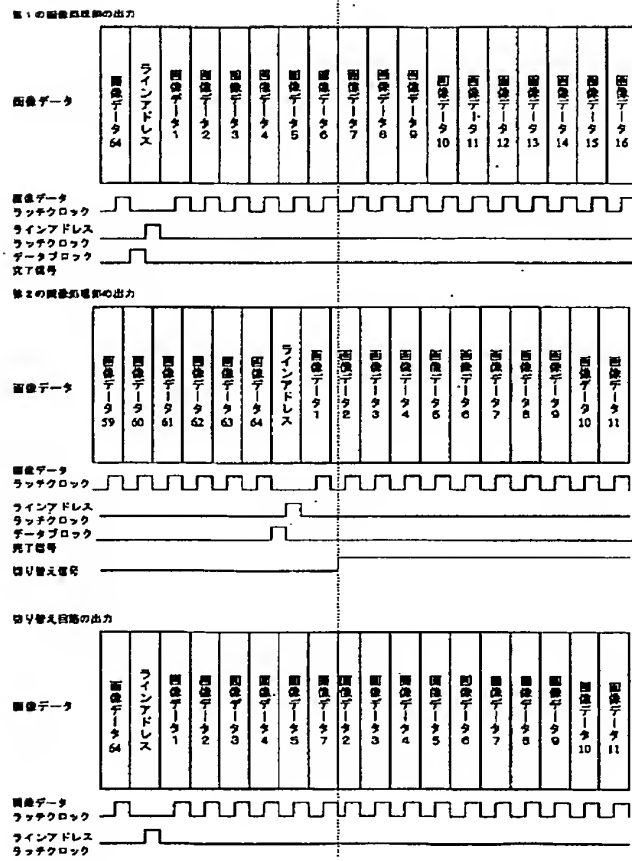 第1の画像処理部の出力
画像データ
画像データ64
ラインアドレス
画像データ1
画像データ2
画像データ3
画像データ4
画像データ5
画像データ6
画像データ7
画像データ8
画像データ9
画像データ10
画像データ11
画像データ12
画像データ13
画像データ14
画像データ15
画像データ16
画像データ
ラッチクロック
ラインアドレス
ラッチクロック
データブロック
完了信号
第2の画像処理部の出力
画像データ
画像データ59
画像データ60
画像データ61
画像データ62
画像データ63
画像データ64
ラインアドレス
画像データ1
画像データ2
画像データ3
画像データ4
画像データ5
画像データ6
画像データ7
画像データ8
画像データ9
画像データ10
画像データ11
画像データ
ラッチクロック
ラインアドレス
ラッチクロック
データブロック
完了信号
切り替え信号
切り替え回路の出力
画像データ
画像データ64
ラインアドレス
画像データ1
画像データ2
画像データ3
画像データ4
画像データ5
画像データ7
画像データ2
画像データ3
画像データ4
画像データ5
画像データ6
画像データ7
画像データ8
画像データ9
画像データ10
画像データ11
画像データ
ラッチクロック
ラインアドレス
ラッチクロック